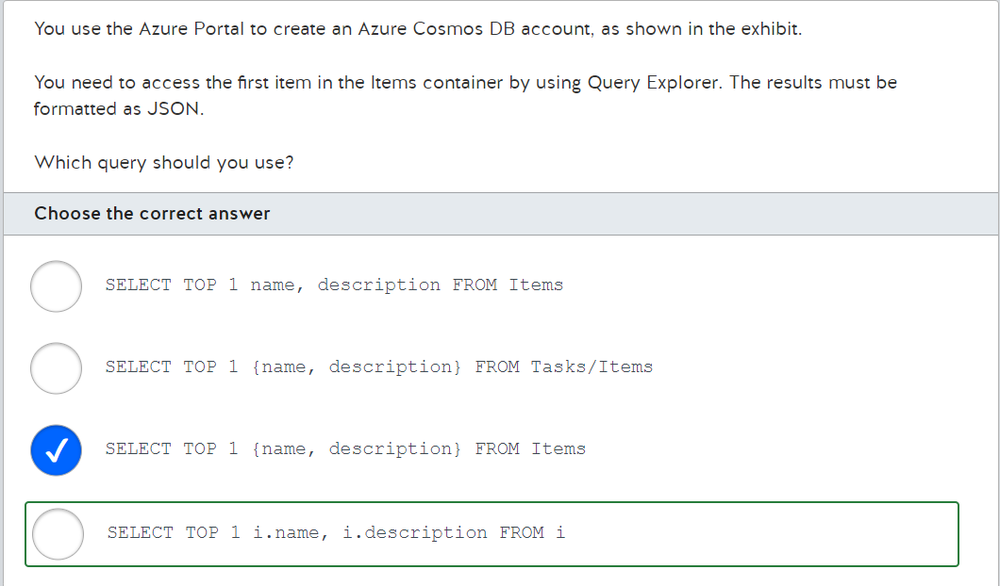 You use the Azure Portal to create an Azure Cosmos DB account, as shown in the exhibit.
You need to access the first item in the Items container by using Query Explorer. The results must be
formatted as JSON.
Which query should you use?
Choose the correct answer
SELECT TOP 1 name, description FROM Items
SELECT TOP 1 {name, description} FROM Tasks/Items
SELECT TOP 1 {name, description} FROM Items
SELECT TOP 1 i.name, i.description FROM i